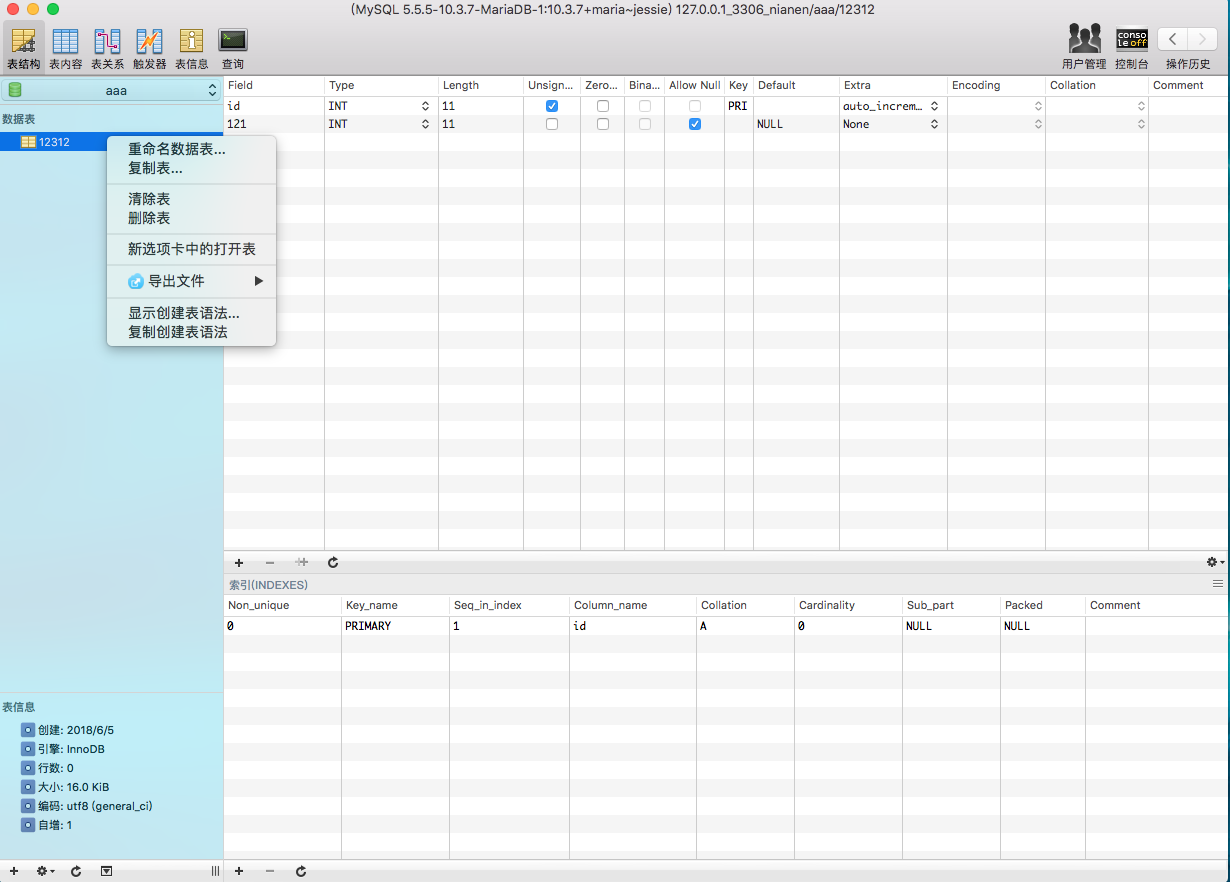 (MySQL 5.5.5-10.3.7-MariaDB-1:10.3.7+maria~jessie) 127.0.0.1_3306_nianen/aaa/12312
表结构 表内容 表关系 触发器 表信息 查询 用户管理 控制台 操作历史
console off
aaa
数据表
12312
重命名数据表...
复制表...
清除表
删除表
新选项卡中的打开表
导出文件
显示创建表语法...
复制创建表语法
Field Type Length Unsign... Zero... Bina... Allow Null Key Default Extra Encoding Collation Comment
id INT 11 PRI auto_increm...
121 INT 11 NULL None
索引(INDEXES)
Non_unique Key_name Seq_in_index Column_name Collation Cardinality Sub_part Packed Comment
0 PRIMARY 1 id A 0 NULL NULL
表信息
创建: 2018/6/5
引擎: InnoDB
行数: 0
大小: 16.0 KiB
编码: utf8 (general_ci)
自增: 1